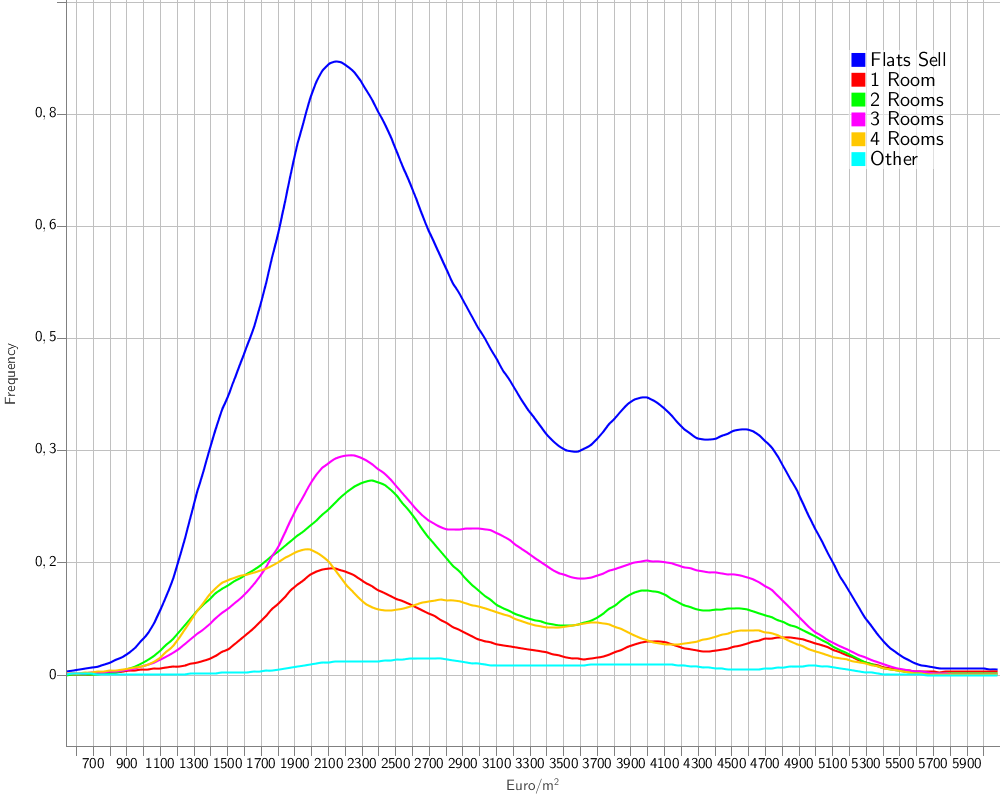 Flats Sell
1 Room
2 Rooms
3 Rooms
4 Rooms
Other
0,8
0,6
0,5
0,3
0,2
0
Frequency
700 900 1100 1300 1500 1700 1900 2100 2300 2500 2700 2900 3100 3300 3500 3700 3900 4100 4300 4500 4700 4900 5100 5300 5500 5700 5900
Euro/m²